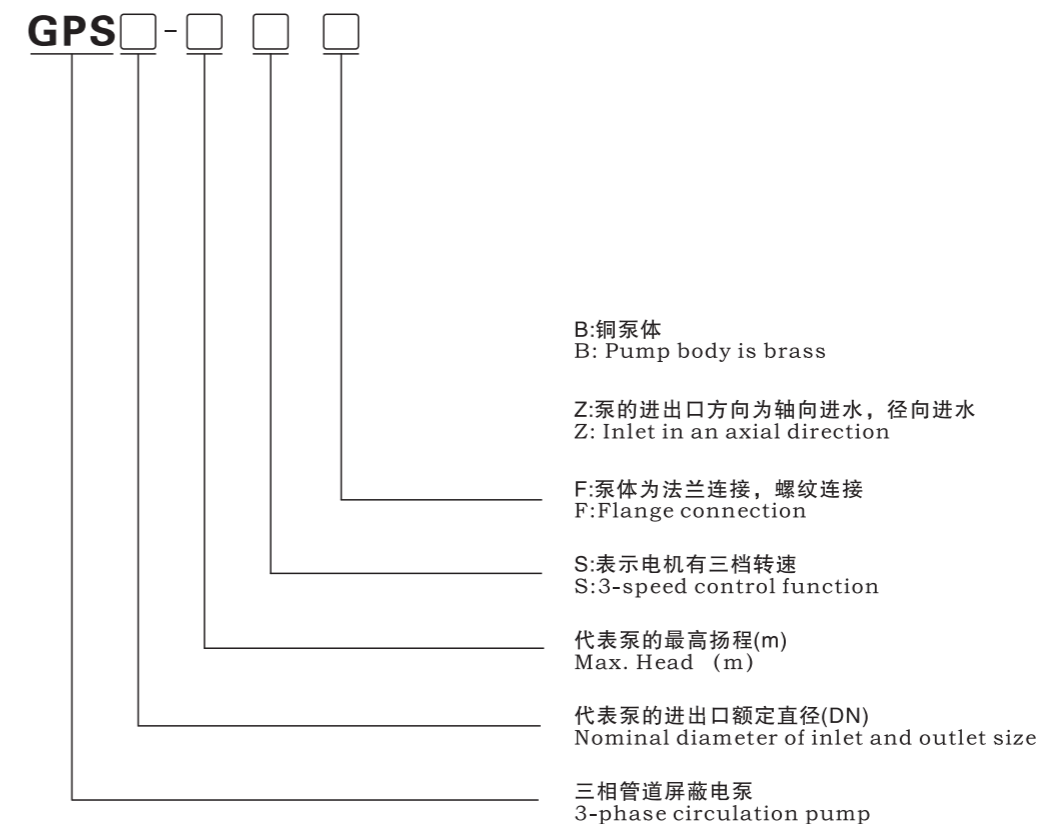 GPS□-□ □ □
B:铜泵体
B: Pump body is brass
Z:泵的进出口方向为轴向进水，径向进水
Z: Inlet in an axial direction
F:泵体为法兰连接，螺纹连接
F:Flange connection
S:表示电机有三档转速
S:3-speed control function
代表泵的最高扬程(m)
Max. Head (m)
代表泵的进出口额定直径(DN)
Nominal diameter of inlet and outlet size
三相管道屏蔽电泵
3-phase circulation pump